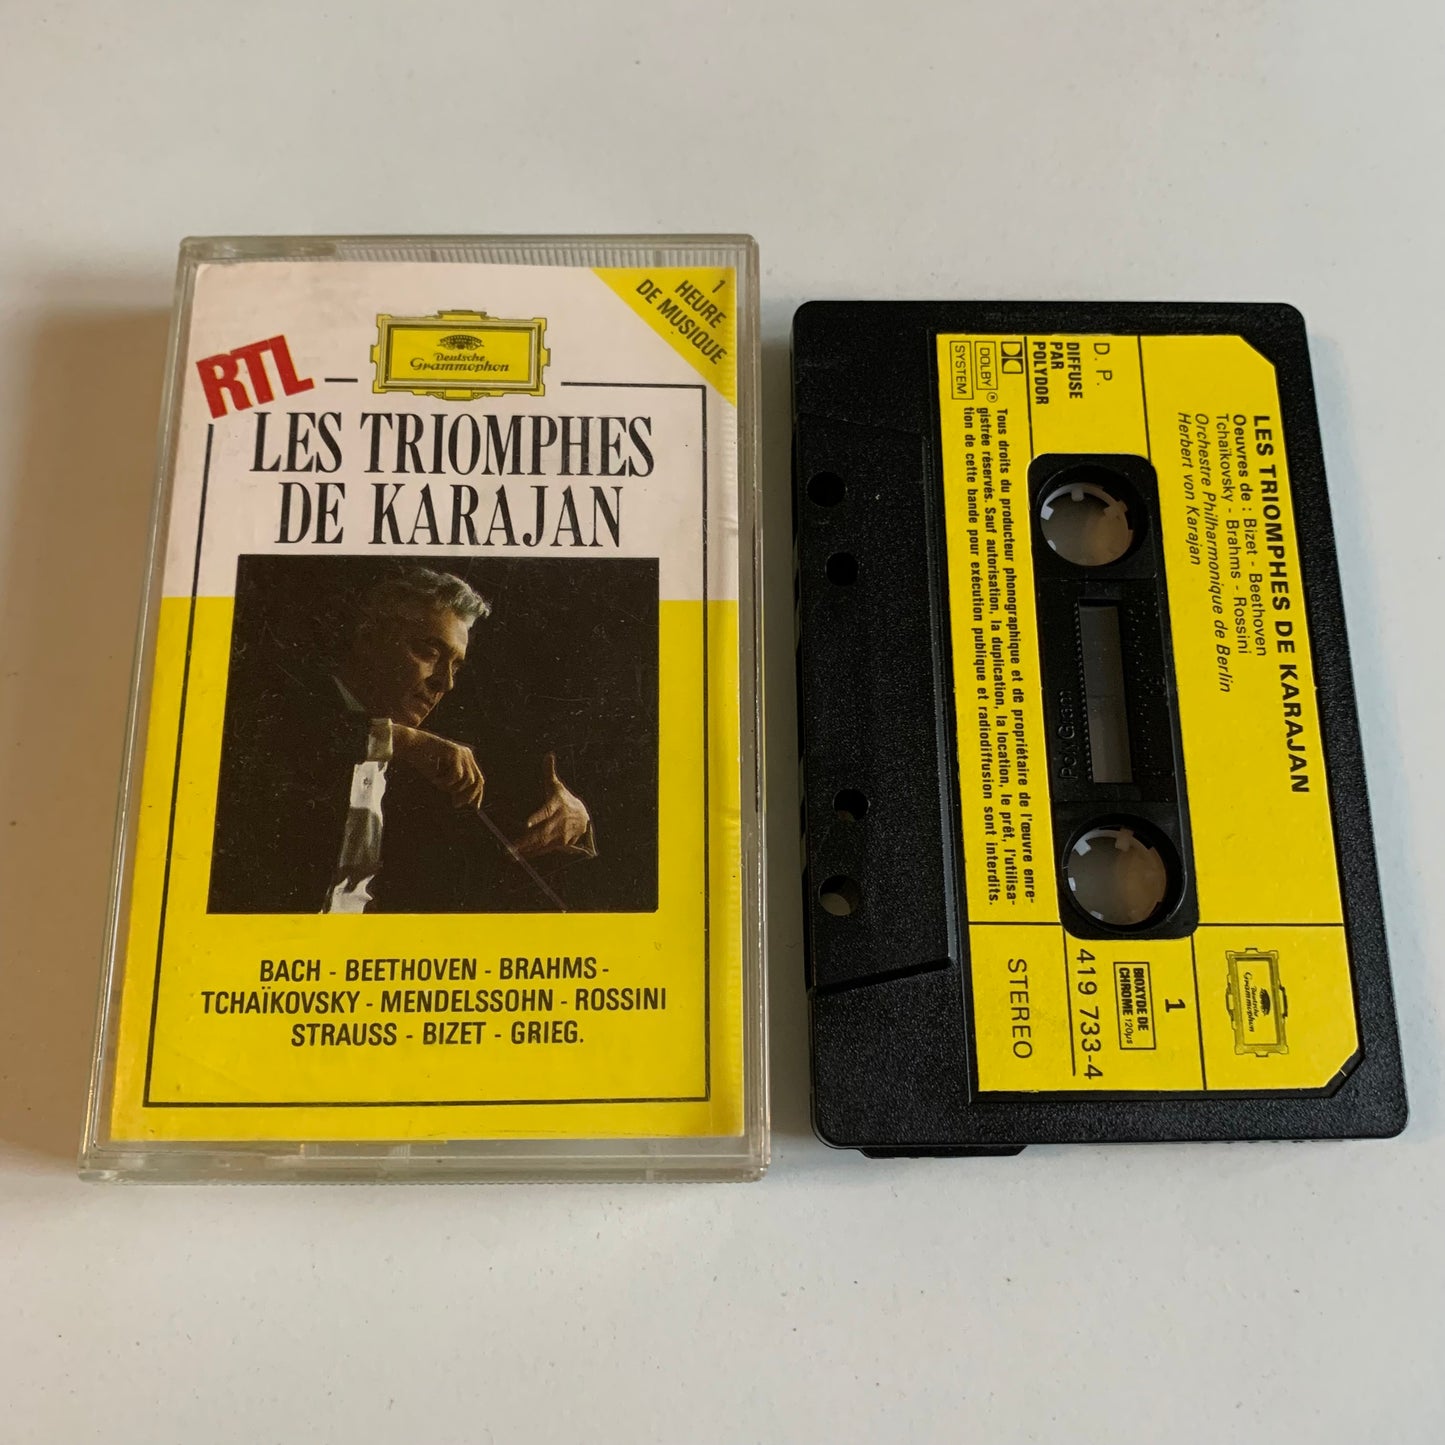 1
HEURE
DE MUSIQUE
Deutsche
Grammophon
RTL
LES TRIOMPHES
DE KARAJAN
BACH - BEETHOVEN - BRAHMS -
TCHAÏKOVSKY - MENDELSSOHN - ROSSINI
STRAUSS - BIZET - GRIEG.
LES TRIOMPHES DE KARAJAN
Oeuvres de : Bizet - Beethoven
Tchaïkovsky - Brahms - Rossini
Orchestre Philharmonique de Berlin
Herbert von Karajan
D. P.
DIFFUSE
PAR
POLYDOR
DOLBY ®
SYSTEM
Tous droits du producteur phonographique et de propriétaire de l'œuvre enre-
gistrée réservés. Sauf autorisation, la duplication, la location, le prêt, l'utilisa-
tion de cette bande pour exécution publique et radiodiffusion sont interdits.
PolyGram
Deutsche
Grammophon
1
BIOXYDE DE
CHROME 120µs
419 733-4
STEREO